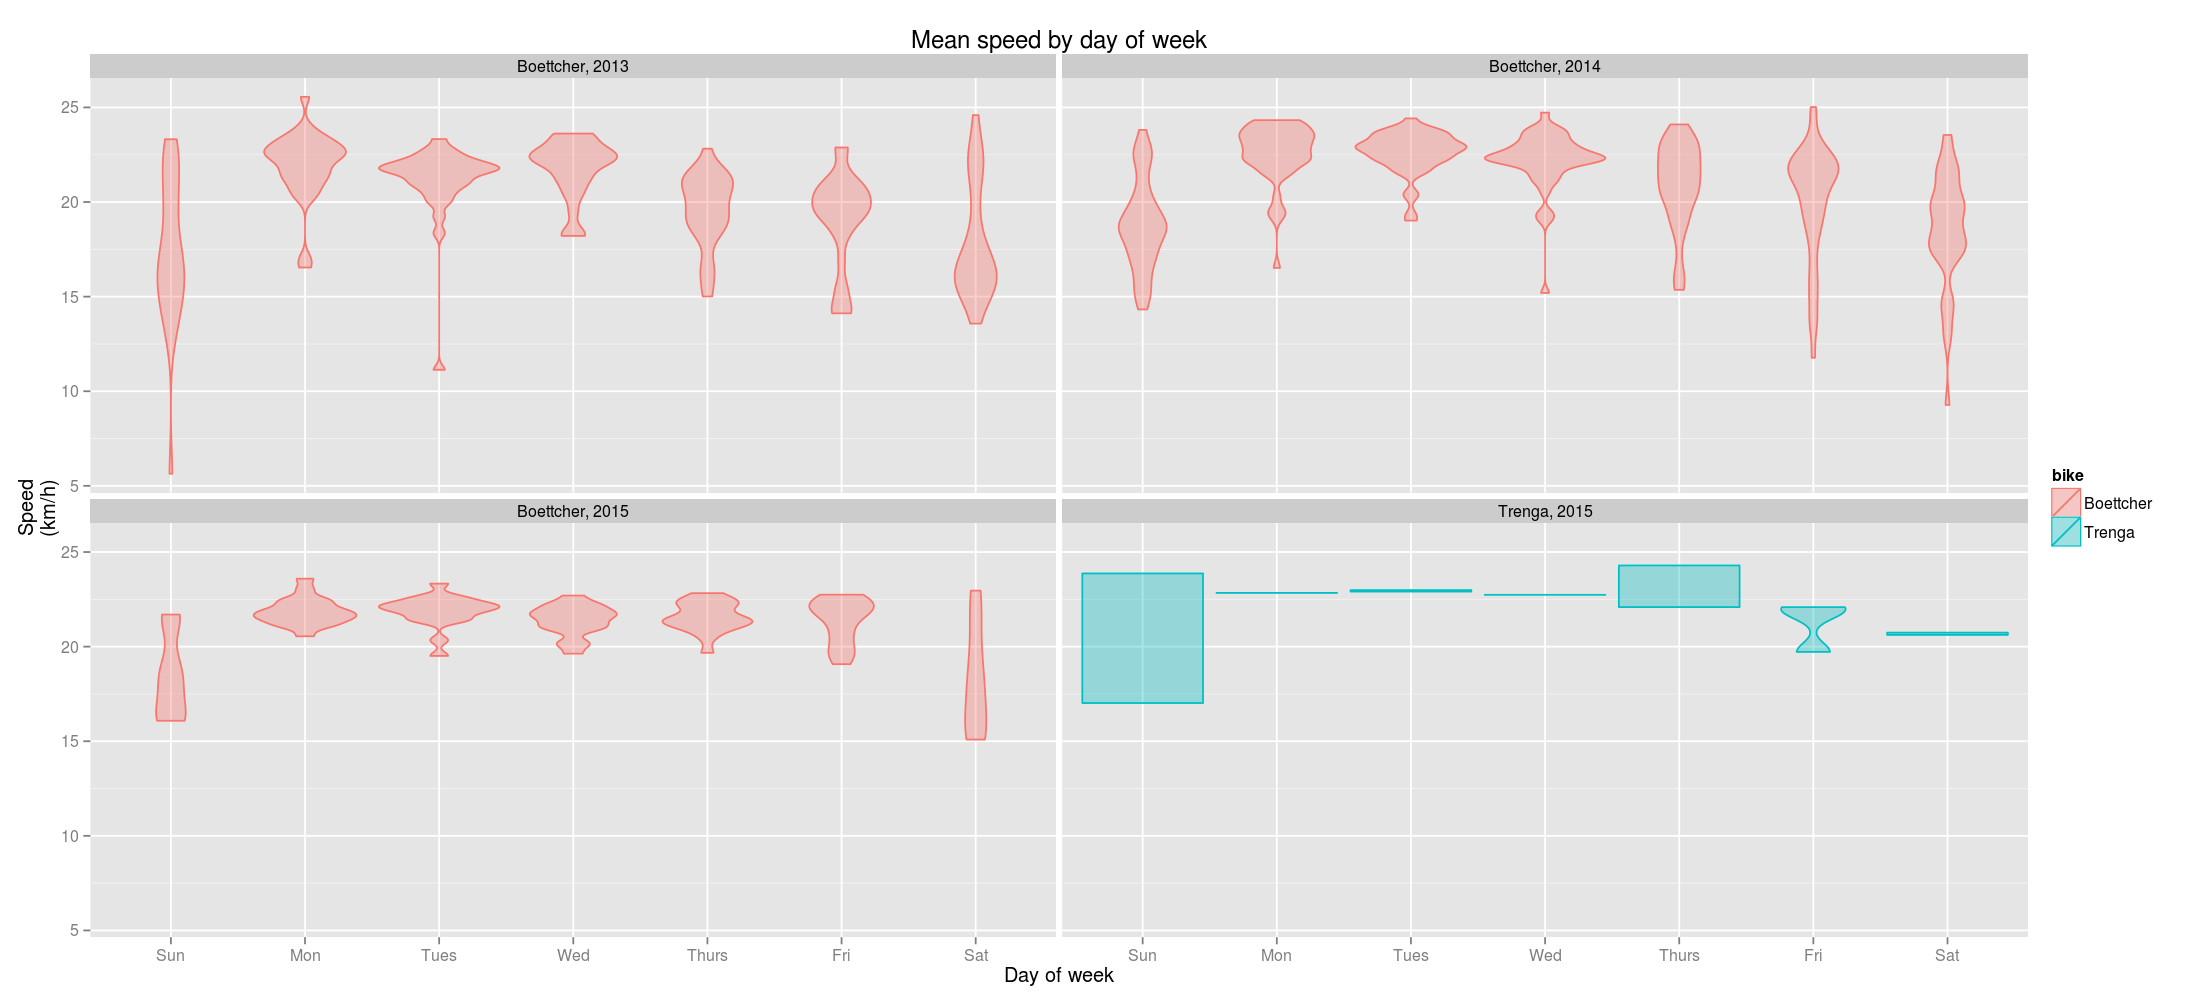 Mean speed by day of week
Boettcher, 2013
Boettcher, 2014
25
20
15
10
5
Boettcher, 2015
Trenga, 2015
25
20
15
10
5
Sun Mon Tues Wed Thurs Fri Sat
Sun Mon Tues Wed Thurs Fri Sat
Day of week
Speed
(km/h)
bike
Boettcher
Trenga